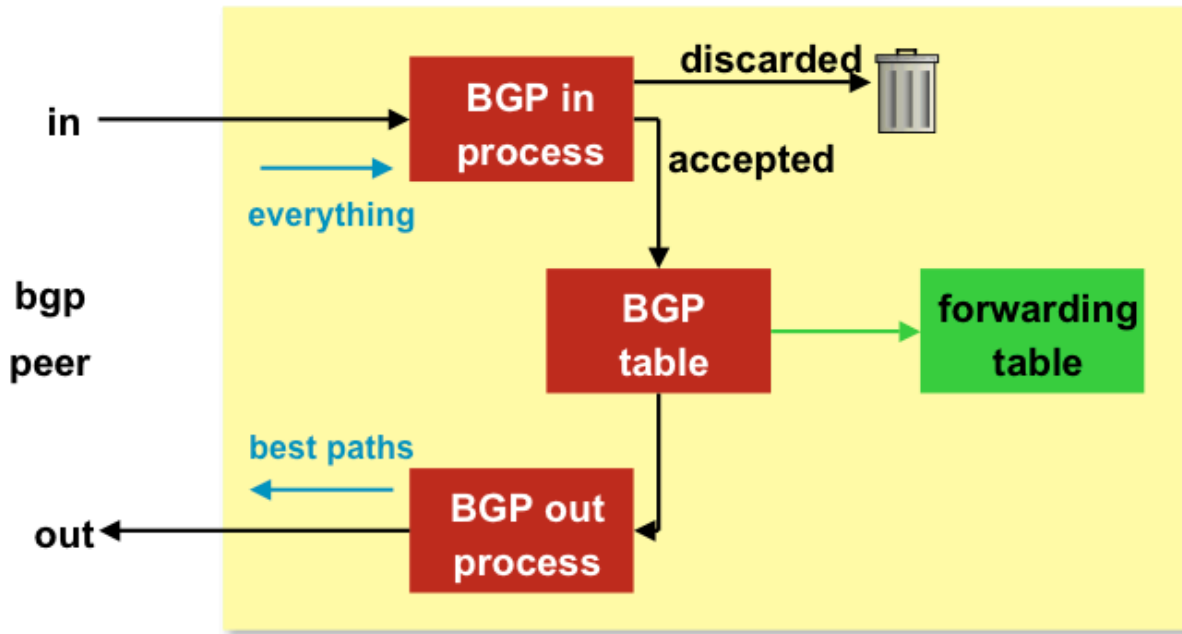 discarded
BGP in
process
in
accepted
everything
bgp
peer
BGP
table
forwarding
table
best paths
BGP out
process
out